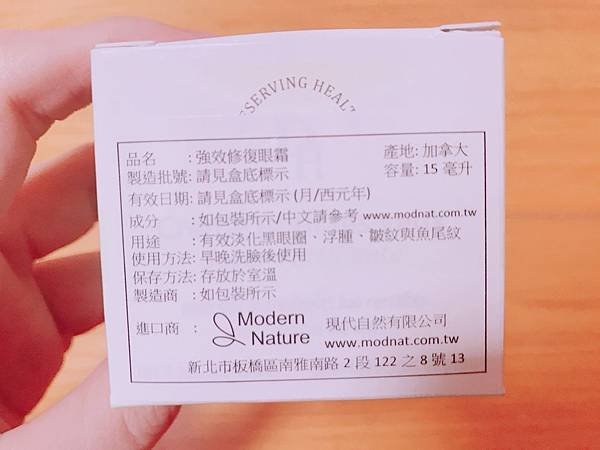 ESERVING HEALT
品名 : 強效修復眼霜 產地: 加拿大
製造批號: 請見盒底標示 容量: 15 毫升
有效日期: 請見盒底標示 (月/西元年)
成分 : 如包裝所示/中文請參考 www.modnat.com.tw
用途 : 有效淡化黑眼圈、浮腫、皺紋與魚尾紋
使用方法: 早晚洗臉後使用
保存方法: 存放於室溫
製造商 : 如包裝所示
進口商 : Modern Nature 現代自然有限公司
www.modnat.com.tw
新北市板橋區南雅南路 2 段 122 之 8 號 13